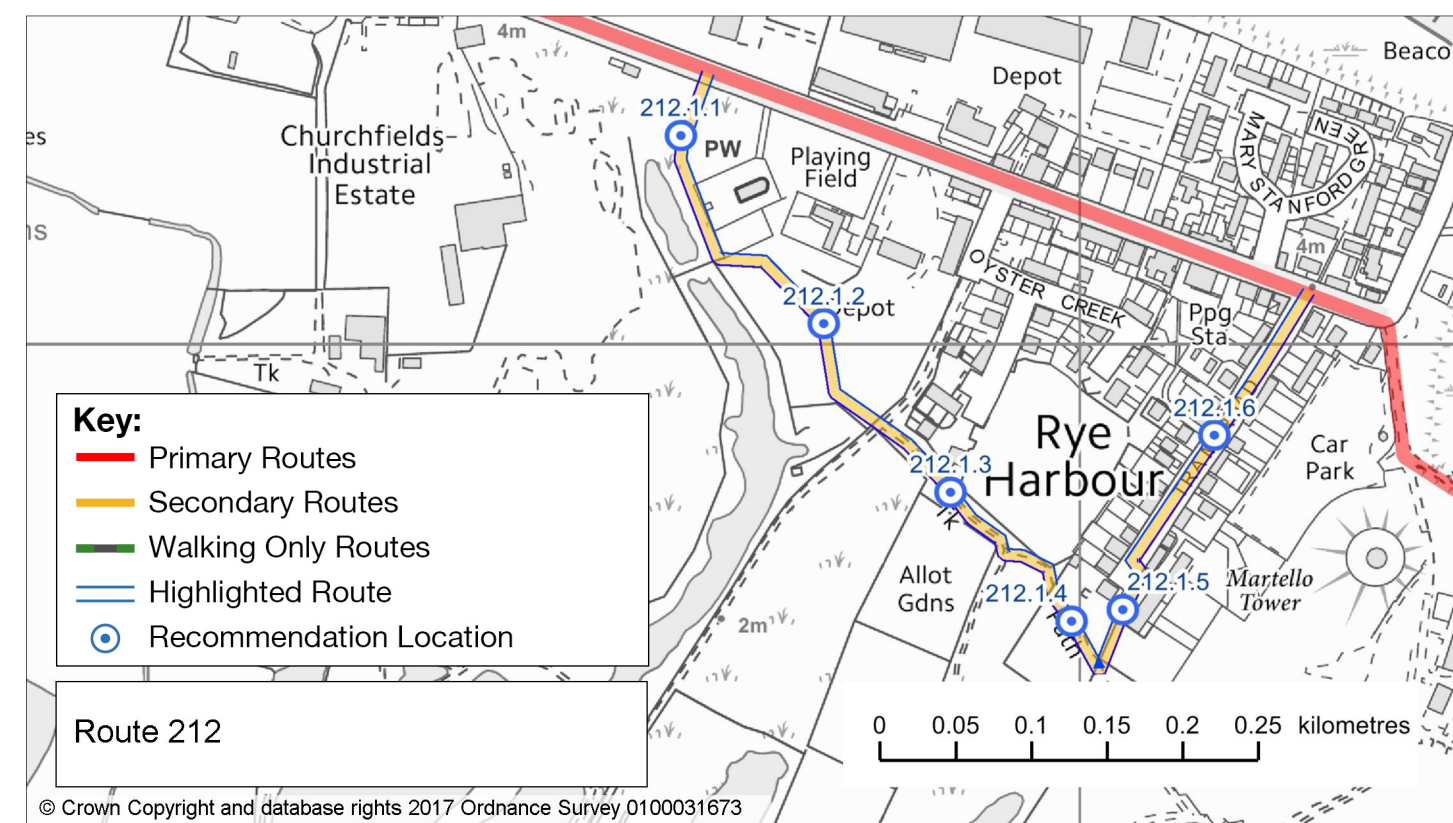 4m
Beaco
Depot
212.1.1
es
Churchfields
Industrial
Estate
PW
Playing
Field
MARY STANFORD GREEN
ns
4m
OYSTER CREEK
212.1.2
epot
Ppg
Sta
Tk
Key:
Primary Routes
Secondary Routes
Walking Only Routes
Highlighted Route
Recommendation Location
212.1.6
Rye
Harbour
Car
Park
212.1.3
Tk
Allot
Gdns
212.1.4
212.1.5
Martello
Tower
2m
Path
Route 212
0 0.05 0.1 0.15 0.2 0.25 kilometres
© Crown Copyright and database rights 2017 Ordnance Survey 0100031673